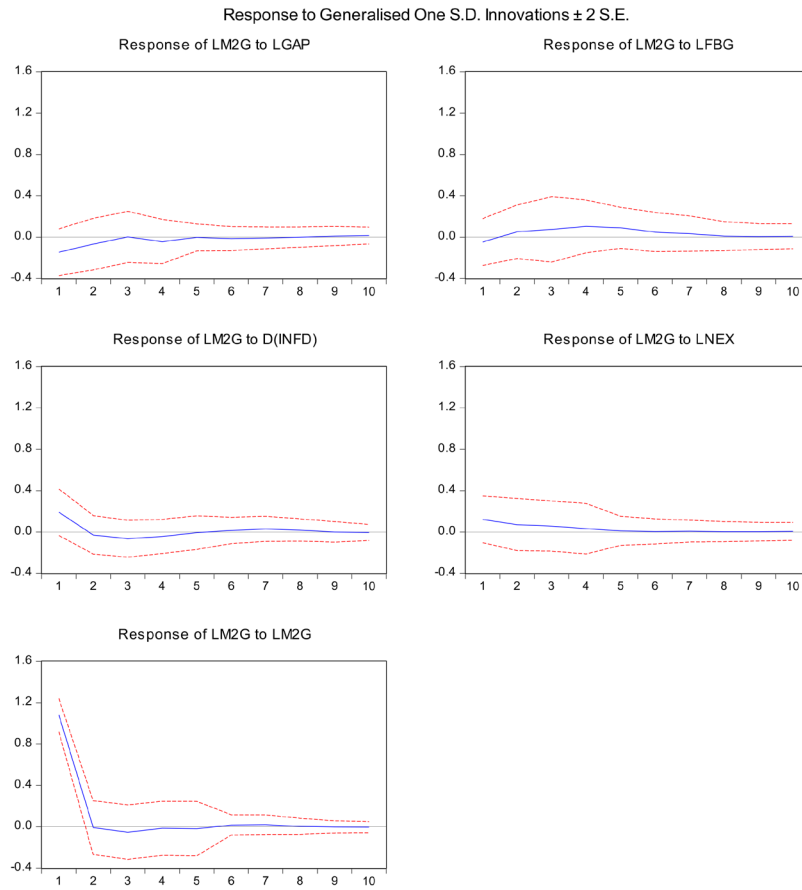 Response to Generalised One S.D. Innovations ± 2 S.E.
Response of LM2G to LGAP
1.6
1.2
0.8
0.4
0.0
-0.4
1 2 3 4 5 6 7 8 9 10
Response of LM2G to LFBG
1.6
1.2
0.8
0.4
0.0
-0.4
1 2 3 4 5 6 7 8 9 10
Response of LM2G to D(INFD)
1.6
1.2
0.8
0.4
0.0
-0.4
1 2 3 4 5 6 7 8 9 10
Response of LM2G to LNEX
1.6
1.2
0.8
0.4
0.0
-0.4
1 2 3 4 5 6 7 8 9 10
Response of LM2G to LM2G
1.6
1.2
0.8
0.4
0.0
-0.4
1 2 3 4 5 6 7 8 9 10